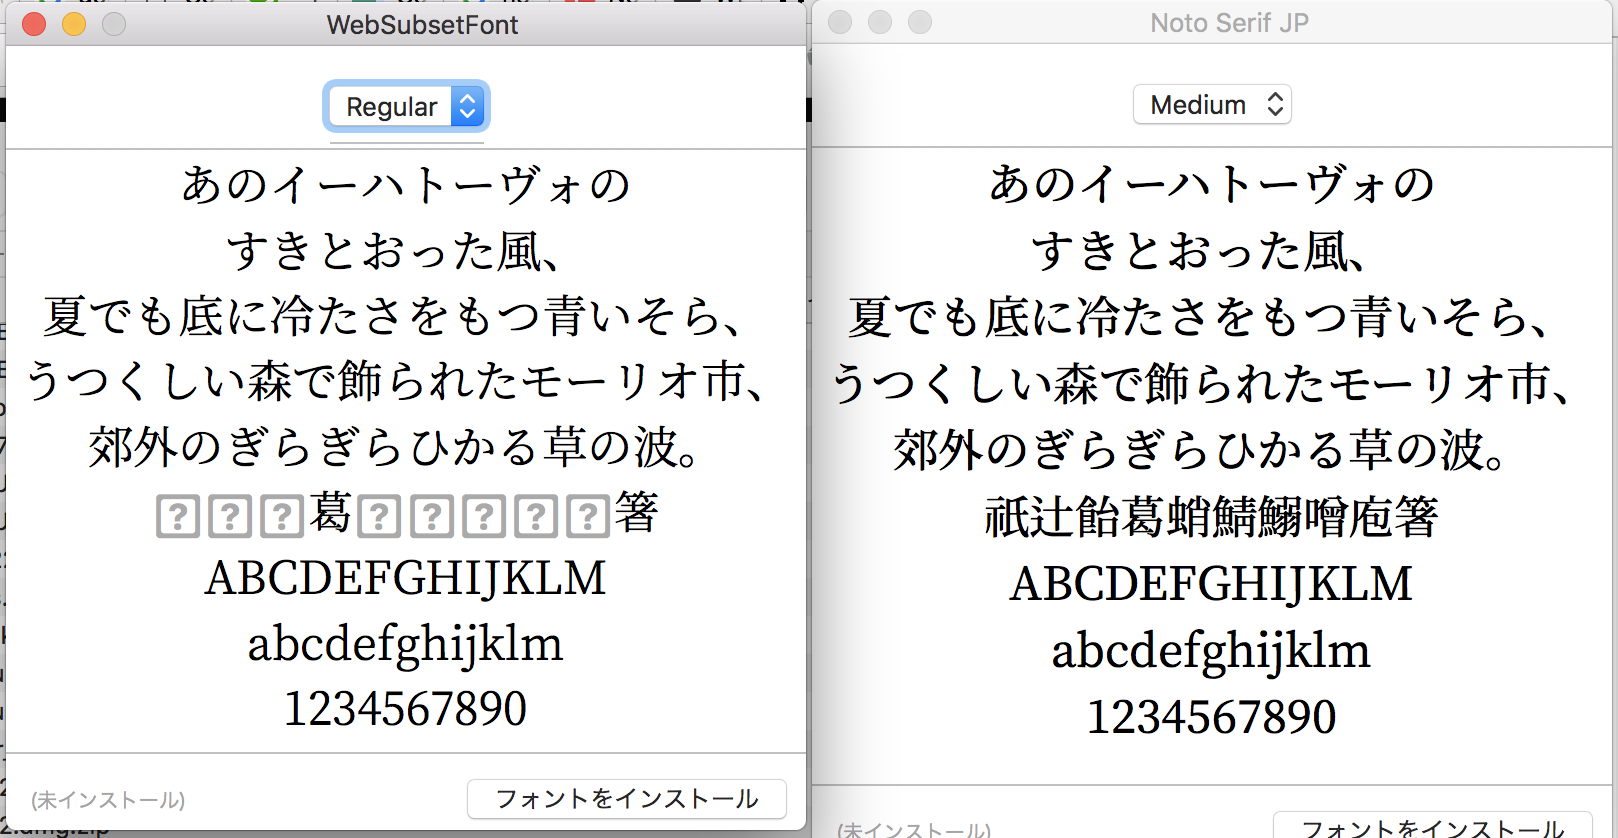 WebSubsetFont
Regular
あのイーハトーヴォの
すきとおった風、
夏でも底に冷たさをもつ青いそら、
うつくしい森で飾られたモーリオ市、
郊外のぎらぎらひかる草の波。
葛箸
ABCDEFGHIJKLM
abcdefghijklm
1234567890
(未インストール)
フォントをインストール
2.dmg.zip
Noto Serif JP
Medium
あのイーハトーヴォの
すきとおった風、
夏でも底に冷たさをもつ青いそら、
うつくしい森で飾られたモーリオ市、
郊外のぎらぎらひかる草の波。
祇辻飴葛蛸鯖鰯噌庖箸
ABCDEFGHIJKLM
abcdefghijklm
1234567890
(未インストール)
フォントをインストール